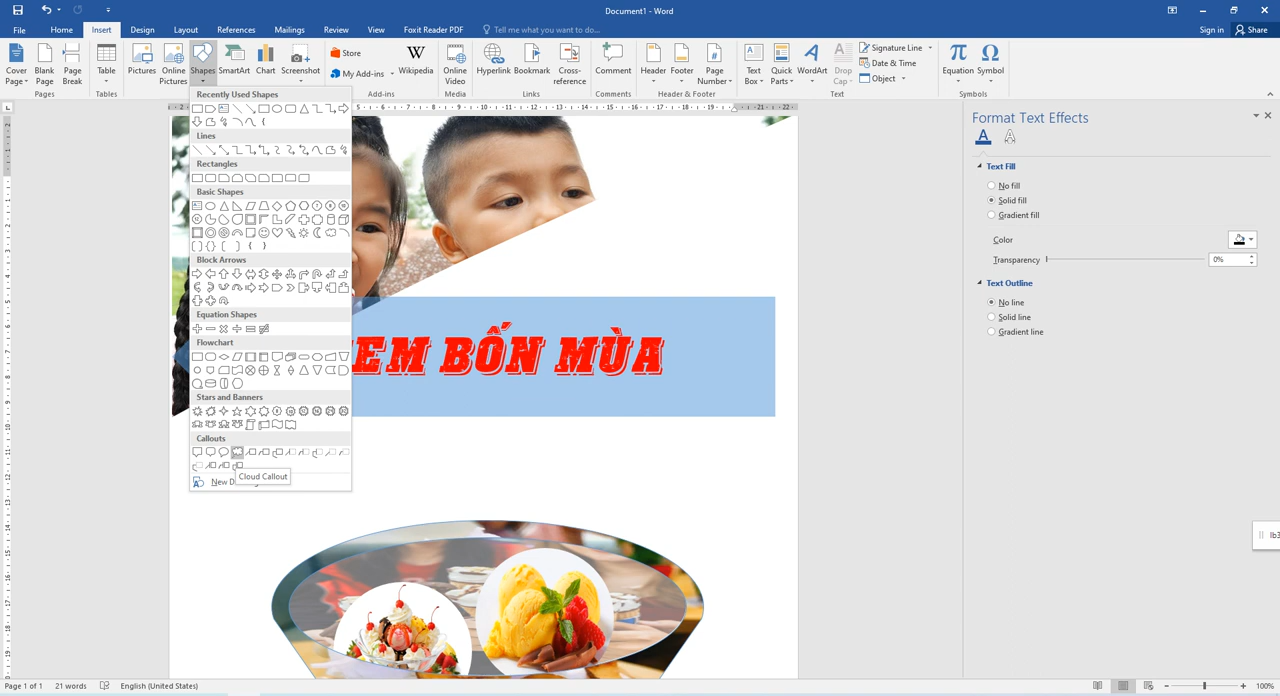 Document1 - Word
File Home Insert Design Layout References Mailings Review View Foxit Reader PDF Tell me what you want to do... Sign in Share
Cover Page Blank Page Page Break
Pages
Table
Tables
Pictures Online Pictures Shapes SmartArt Chart Screenshot
Store
My Add-ins
Wikipedia
Add-ins
Online Video
Media
Hyperlink Bookmark Cross-reference
Links
Comment
Comments
Header Footer Page Number
Header & Footer
Text Box Quick Parts WordArt Drop Cap
Signature Line
Date & Time
Object
Text
Equation Symbol
Symbols
Recently Used Shapes
Lines
Rectangles
Basic Shapes
Block Arrows
Equation Shapes
Flowchart
Stars and Banners
Callouts
Cloud Callout
New D
EM BỐN MÙA
Format Text Effects
Text Fill
No fill
Solid fill
Gradient fill
Color
Transparency 0%
Text Outline
No line
Solid line
Gradient line
lb3
Page 1 of 1 21 words English (United States) 100%